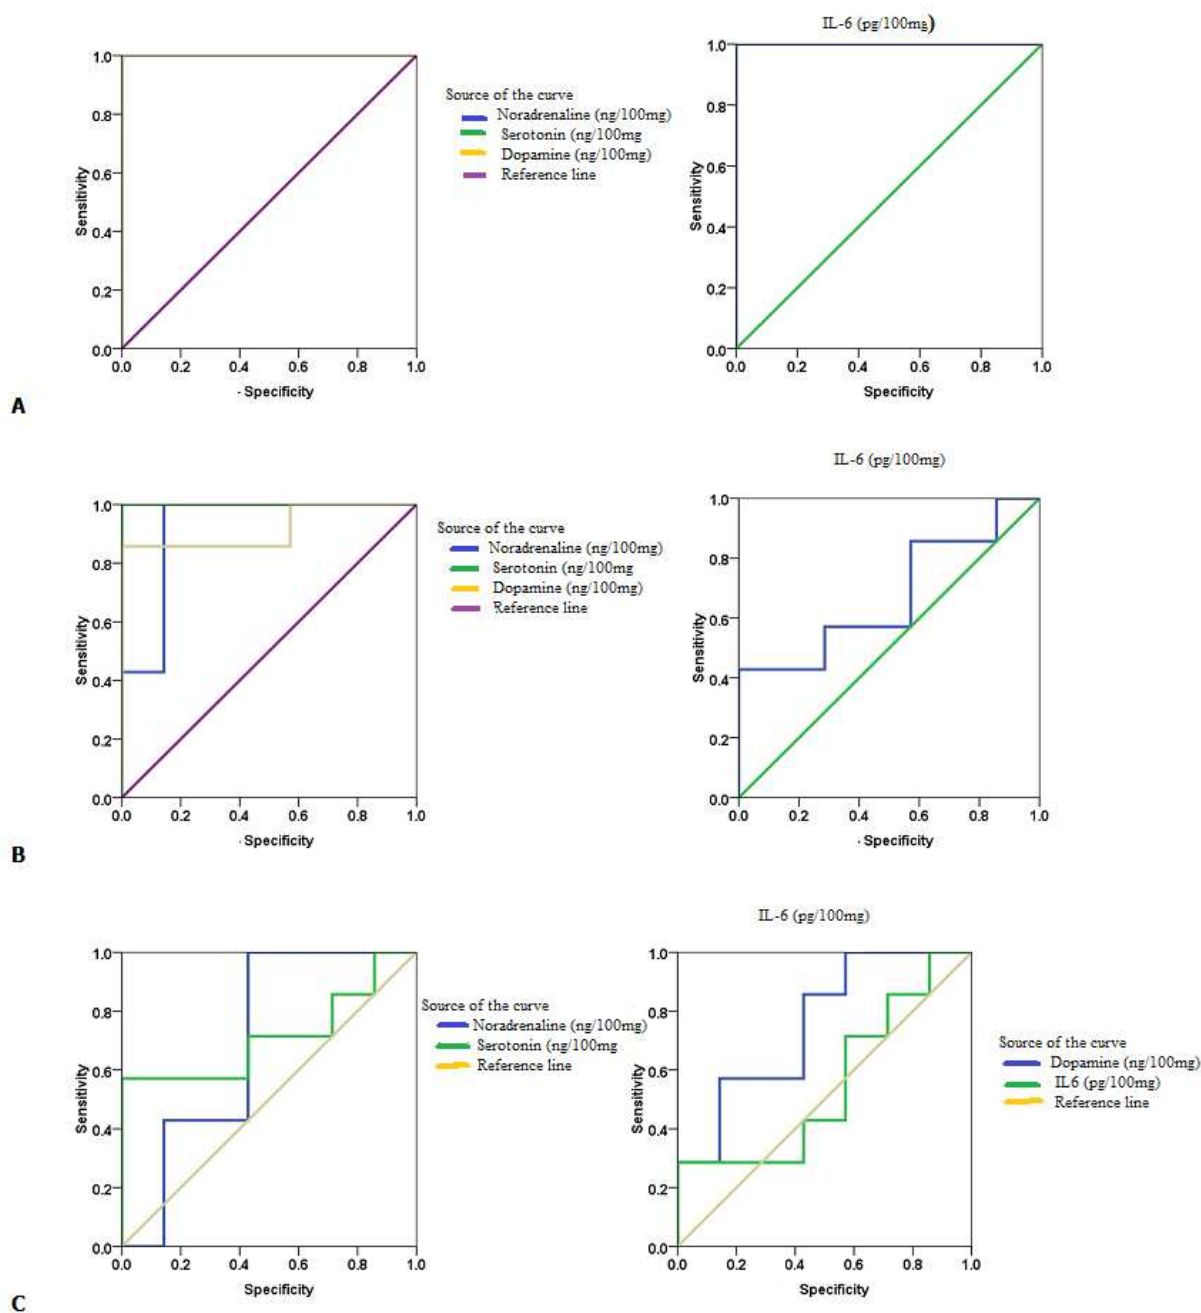 IL-6 (pg/100mg)
1.0
0.8
0.6
0.4
0.2
0.0
Sensitivity
0.0 0.2 0.4 0.6 0.8 1.0
- Specificity
Source of the curve
Noradrenaline (ng/100mg)
Serotonin (ng/100mg
Dopamine (ng/100mg)
Reference line
1.0
0.8
0.6
0.4
0.2
0.0
Sensitivity
0.0 0.2 0.4 0.6 0.8 1.0
Specificity
A
IL-6 (pg/100mg)
1.0
0.8
0.6
0.4
0.2
0.0
Sensitivity
0.0 0.2 0.4 0.6 0.8 1.0
- Specificity
Source of the curve
Noradrenaline (ng/100mg)
Serotonin (ng/100mg
Dopamine (ng/100mg)
Reference line
1.0
0.8
0.6
0.4
0.2
0.0
Sensitivity
0.0 0.2 0.4 0.6 0.8 1.0
- Specificity
B
IL-6 (pg/100mg)
1.0
0.8
0.6
0.4
0.2
0.0
Sensitivity
0.0 0.2 0.4 0.6 0.8 1.0
Specificity
Source of the curve
Noradrenaline (ng/100mg)
Serotonin (ng/100mg
Reference line
1.0
0.8
0.6
0.4
0.2
0.0
Sensitivity
0.0 0.2 0.4 0.6 0.8 1.0
Specificity
Source of the curve
Dopamine (ng/100mg)
IL6 (pg/100mg)
Reference line
C